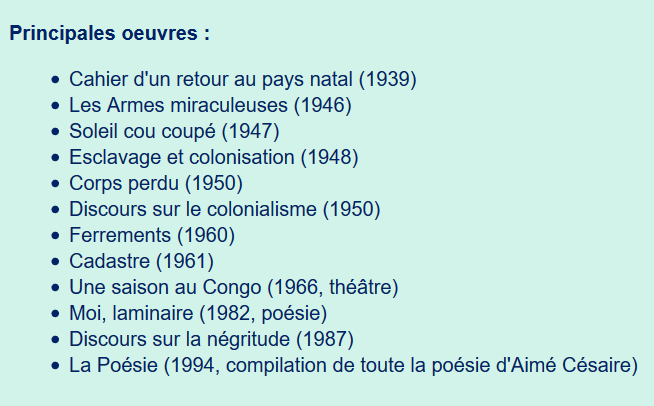 Principales oeuvres :
• Cahier d'un retour au pays natal (1939)
• Les Armes miraculeuses (1946)
• Soleil cou coupé (1947)
• Esclavage et colonisation (1948)
• Corps perdu (1950)
• Discours sur le colonialisme (1950)
• Ferrements (1960)
• Cadastre (1961)
• Une saison au Congo (1966, théâtre)
• Moi, laminaire (1982, poésie)
• Discours sur la négritude (1987)
• La Poésie (1994, compilation de toute la poésie d'Aimé Césaire)